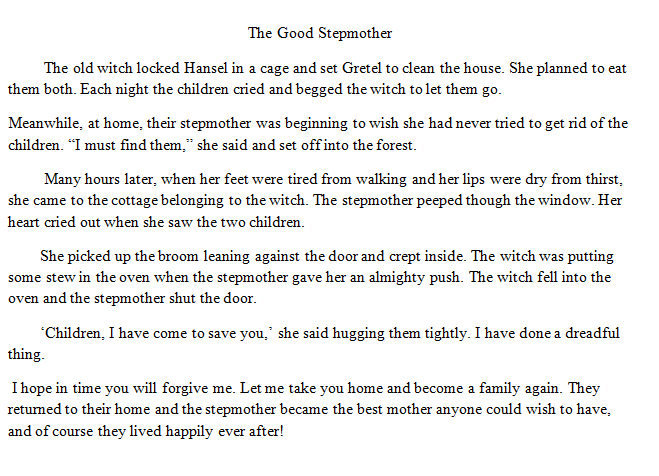 The Good Stepmother
The old witch locked Hansel in a cage and set Gretel to clean the house. She planned to eat
them both. Each night the children cried and begged the witch to let them go.
Meanwhile, at home, their stepmother was beginning to wish she had never tried to get rid of the
children. “I must find them,” she said and set off into the forest.
Many hours later, when her feet were tired from walking and her lips were dry from thirst,
she came to the cottage belonging to the witch. The stepmother peeped though the window. Her
heart cried out when she saw the two children.
She picked up the broom leaning against the door and crept inside. The witch was putting
some stew in the oven when the stepmother gave her an almighty push. The witch fell into the
oven and the stepmother shut the door.
‘Children, I have come to save you,’ she said hugging them tightly. I have done a dreadful
thing.
I hope in time you will forgive me. Let me take you home and become a family again. They
returned to their home and the stepmother became the best mother anyone could wish to have,
and of course they lived happily ever after!